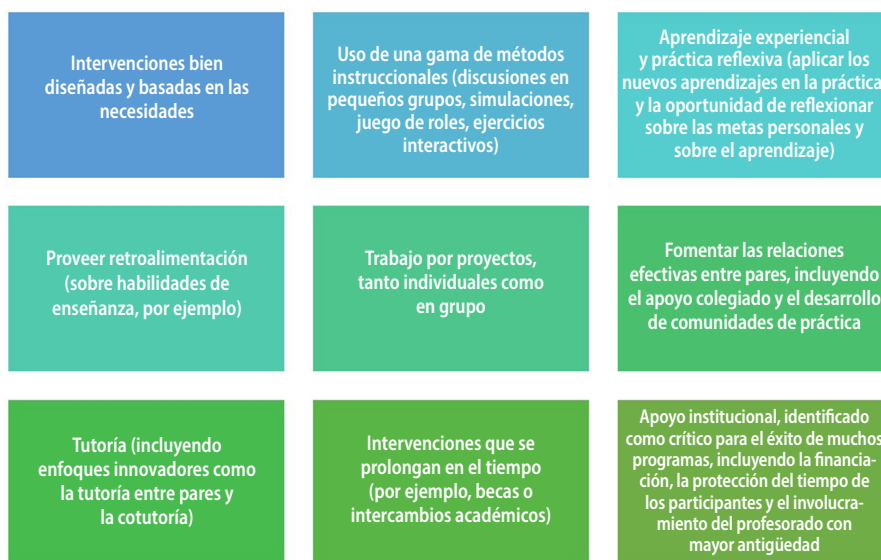 Intervenciones bien
diseñadas y basadas en las
necesidades
Uso de una gama de métodos
instruccionales (discusiones en
pequeños grupos, simulaciones,
juego de roles, ejercicios
interactivos)
Aprendizaje experiencial
y práctica reflexiva (aplicar los
nuevos aprendizajes en la práctica
y la oportunidad de reflexionar
sobre las metas personales y
sobre el aprendizaje)
Proveer retroalimentación
(sobre habilidades de
enseñanza, por ejemplo)
Trabajo por proyectos,
tanto individuales como
en grupo
Fomentar las relaciones
efectivas entre pares, incluyendo
el apoyo colegiado y el desarrollo
de comunidades de práctica
Tutoría (incluyendo
enfoques innovadores como
la tutoría entre pares y
la cotutoría)
Intervenciones que se
prolongan en el tiempo
(por ejemplo, becas o
intercambios académicos)
Apoyo institucional, identificado
como crítico para el éxito de muchos
programas, incluyendo la financia-
ción, la protección del tiempo de
los participantes y el involucra-
miento del profesorado con
mayor antigüedad